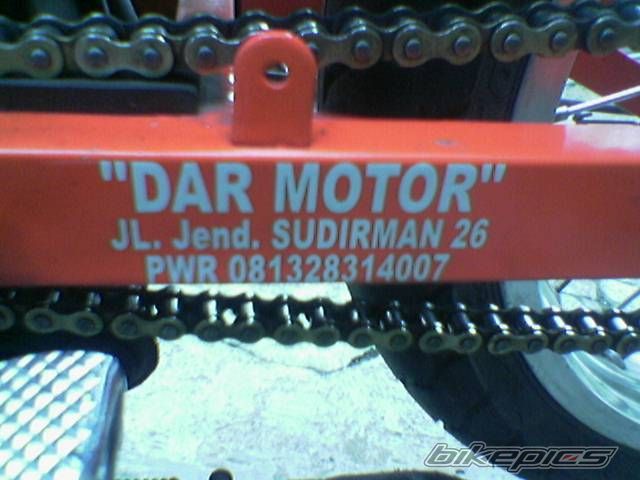 "DAR MOTOR"
JL. Jend. SUDIRMAN 26
PWR 081328314007
bikepics